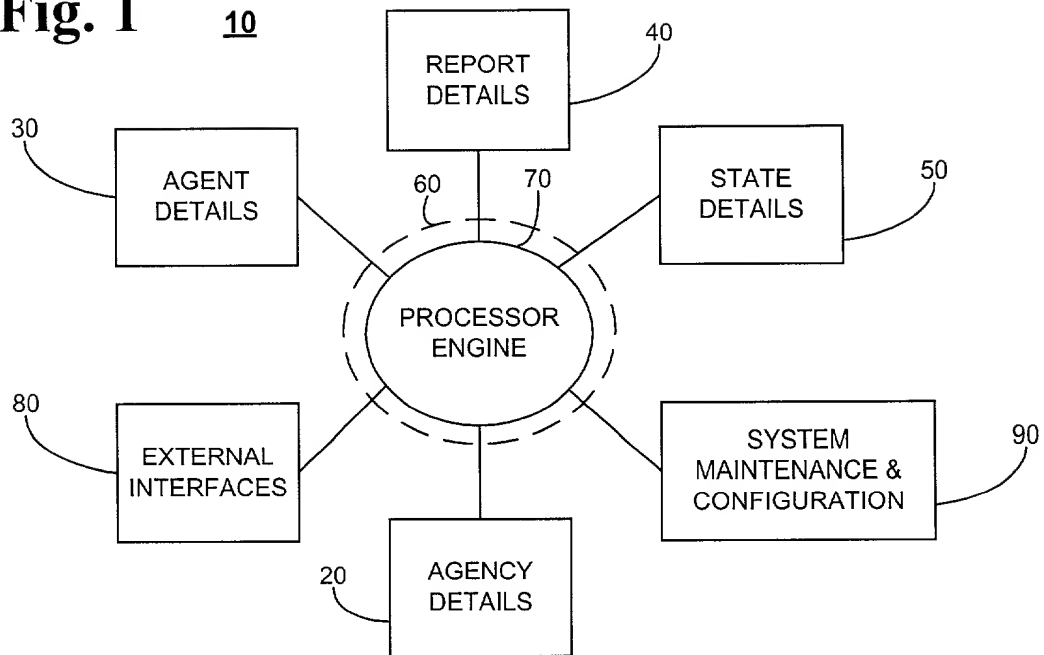 Fig. 1
10
REPORT
DETAILS
40
30
AGENT
DETAILS
60
70
STATE
DETAILS
50
PROCESSOR
ENGINE
80
EXTERNAL
INTERFACES
SYSTEM
MAINTENANCE &
CONFIGURATION
90
20
AGENCY
DETAILS